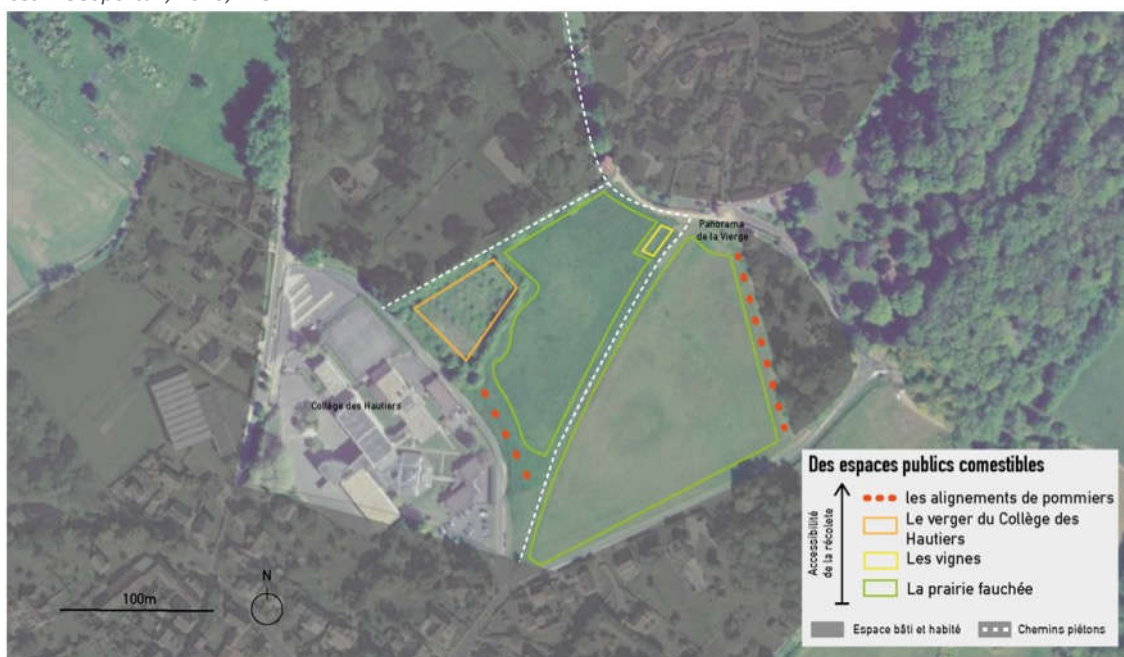 Panorama
de la Vierge
Collège des Hautiers
100m
N
Des espaces publics comestibles
Accessibilité
de la récolete
les alignements de pommiers
Le verger du Collège des
Hautiers
Les vignes
La prairie fauchée
Espace bâti et habité
Chemins piétons